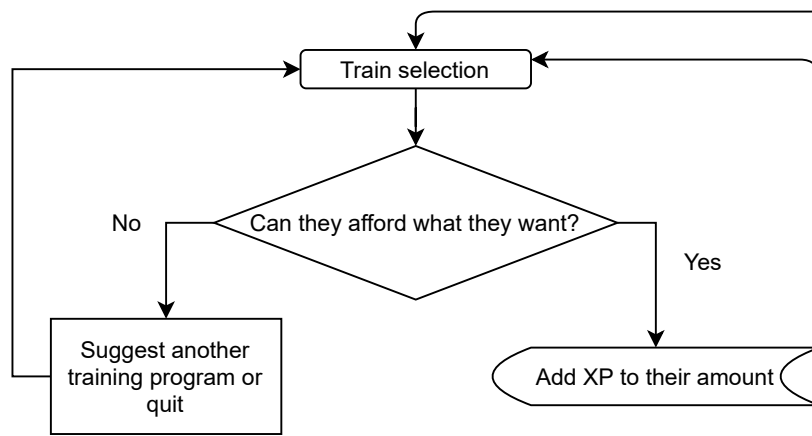 Train selection
Can they afford what they want?
No
Yes
Suggest another
training program or
quit
Add XP to their amount